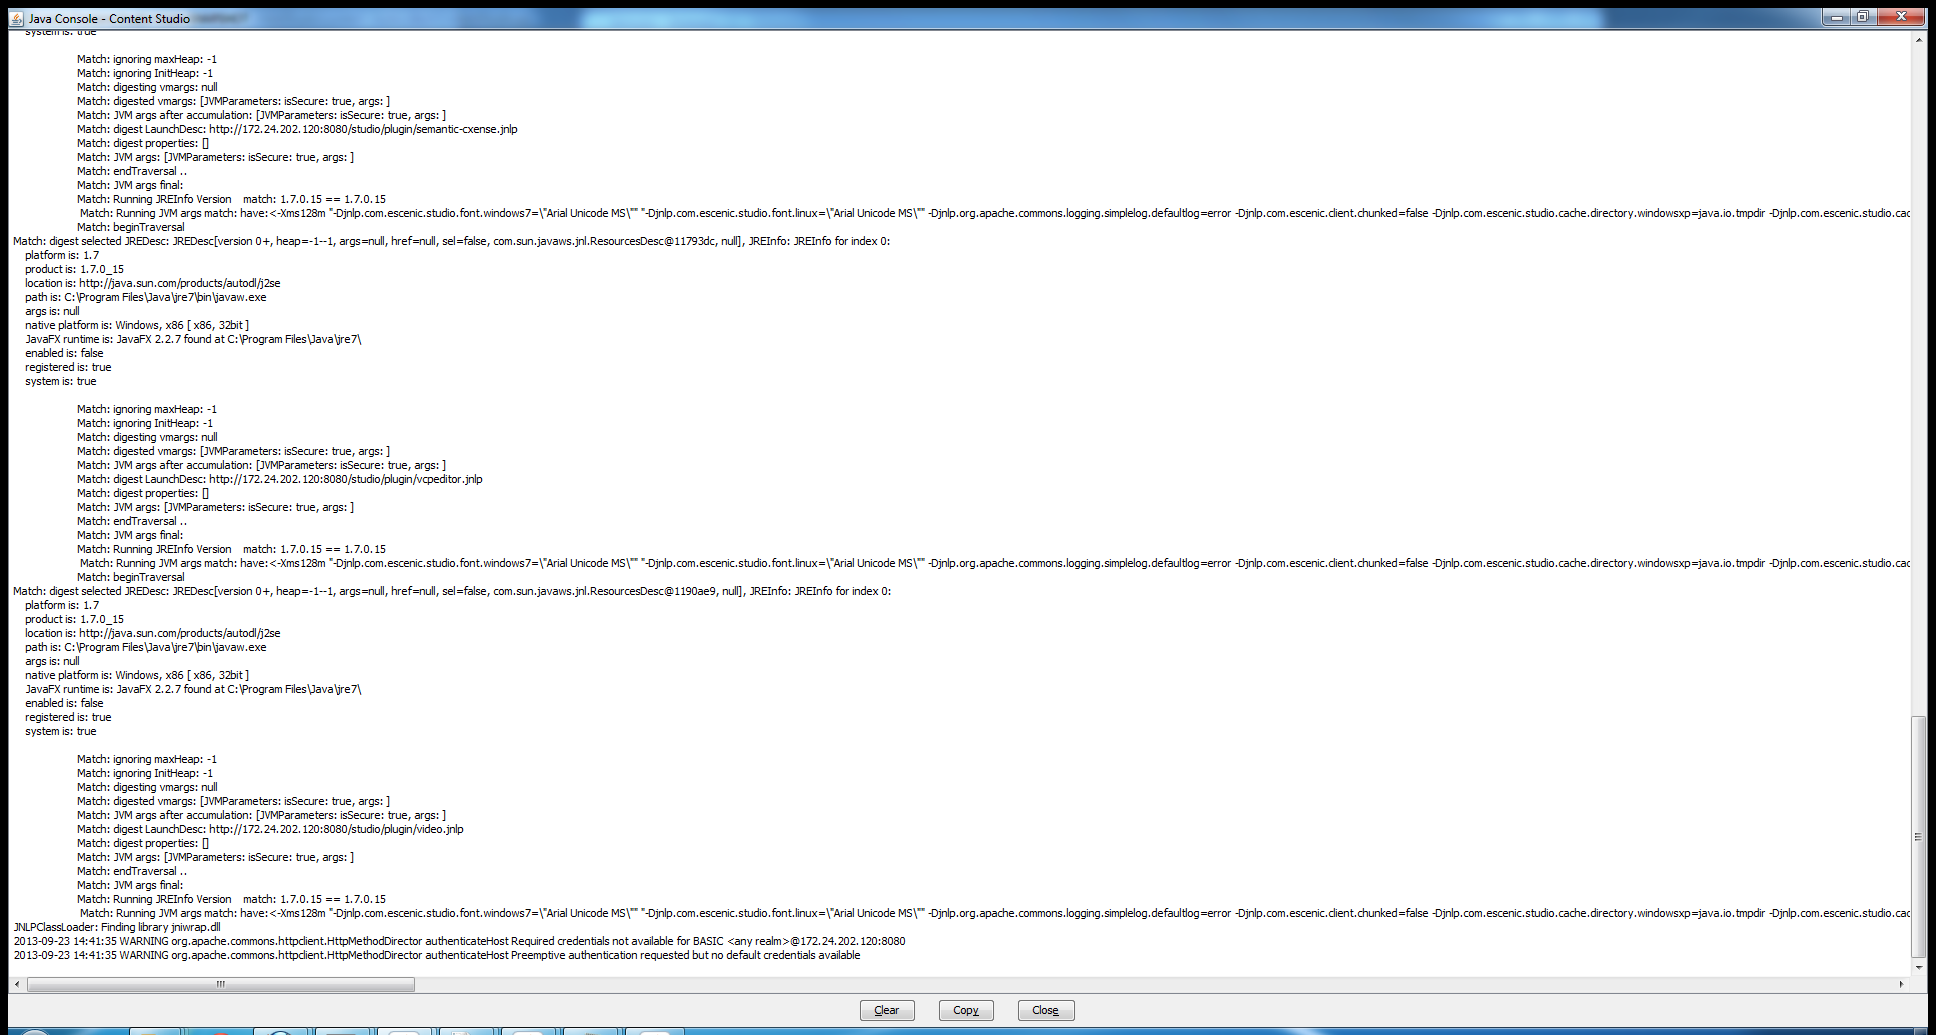 Java Console - Content Studio
system is: true
Match: ignoring maxHeap: -1
Match: ignoring InitHeap: -1
Match: digesting vmargs: null
Match: digested vmargs: [JVMParameters: isSecure: true, args: ]
Match: JVM args after accumulation: [JVMParameters: isSecure: true, args: ]
Match: digest LaunchDesc: http://172.24.202.120:8080/studio/plugin/semantic-cxense.jnlp
Match: digest properties: []
Match: JVM args: [JVMParameters: isSecure: true, args: ]
Match: endTraversal ..
Match: JVM args final:
Match: Running JREInfo Version    match: 1.7.0.15 == 1.7.0.15
Match: Running JVM args match: have:<-Xms128m "-Djnlp.com.escenic.studio.font.windows7=\"Arial Unicode MS\"" "-Djnlp.com.escenic.studio.font.linux=\"Arial Unicode MS\"" -Djnlp.org.apache.commons.logging.simplelog.defaultlog=error -Djnlp.com.escenic.client.chunked=false -Djnlp.com.escenic.studio.cache.directory.windowsxp=java.io.tmpdir -Djnlp.com.escenic.studio.cac
Match: beginTraversal
Match: digest selected JREDesc: JREDesc[version 0+, heap=-1--1, args=null, href=null, sel=false, com.sun.javaws.jnl.ResourcesDesc@11793dc, null], JREInfo: JREInfo for index 0:
platform is: 1.7
product is: 1.7.0_15
location is: http://java.sun.com/products/autodl/j2se
path is: C:\Program Files\Java\jre7\bin\javaw.exe
args is: null
native platform is: Windows, x86 [ x86, 32bit ]
JavaFX runtime is: JavaFX 2.2.7 found at C:\Program Files\Java\jre7\
enabled is: false
registered is: true
system is: true
Match: ignoring maxHeap: -1
Match: ignoring InitHeap: -1
Match: digesting vmargs: null
Match: digested vmargs: [JVMParameters: isSecure: true, args: ]
Match: JVM args after accumulation: [JVMParameters: isSecure: true, args: ]
Match: digest LaunchDesc: http://172.24.202.120:8080/studio/plugin/vcpeditor.jnlp
Match: digest properties: []
Match: JVM args: [JVMParameters: isSecure: true, args: ]
Match: endTraversal ..
Match: JVM args final:
Match: Running JREInfo Version    match: 1.7.0.15 == 1.7.0.15
Match: Running JVM args match: have:<-Xms128m "-Djnlp.com.escenic.studio.font.windows7=\"Arial Unicode MS\"" "-Djnlp.com.escenic.studio.font.linux=\"Arial Unicode MS\"" -Djnlp.org.apache.commons.logging.simplelog.defaultlog=error -Djnlp.com.escenic.client.chunked=false -Djnlp.com.escenic.studio.cache.directory.windowsxp=java.io.tmpdir -Djnlp.com.escenic.studio.cac
Match: beginTraversal
Match: digest selected JREDesc: JREDesc[version 0+, heap=-1--1, args=null, href=null, sel=false, com.sun.javaws.jnl.ResourcesDesc@1190ae9, null], JREInfo: JREInfo for index 0:
platform is: 1.7
product is: 1.7.0_15
location is: http://java.sun.com/products/autodl/j2se
path is: C:\Program Files\Java\jre7\bin\javaw.exe
args is: null
native platform is: Windows, x86 [ x86, 32bit ]
JavaFX runtime is: JavaFX 2.2.7 found at C:\Program Files\Java\jre7\
enabled is: false
registered is: true
system is: true
Match: ignoring maxHeap: -1
Match: ignoring InitHeap: -1
Match: digesting vmargs: null
Match: digested vmargs: [JVMParameters: isSecure: true, args: ]
Match: JVM args after accumulation: [JVMParameters: isSecure: true, args: ]
Match: digest LaunchDesc: http://172.24.202.120:8080/studio/plugin/video.jnlp
Match: digest properties: []
Match: JVM args: [JVMParameters: isSecure: true, args: ]
Match: endTraversal ..
Match: JVM args final:
Match: Running JREInfo Version    match: 1.7.0.15 == 1.7.0.15
Match: Running JVM args match: have:<-Xms128m "-Djnlp.com.escenic.studio.font.windows7=\"Arial Unicode MS\"" "-Djnlp.com.escenic.studio.font.linux=\"Arial Unicode MS\"" -Djnlp.org.apache.commons.logging.simplelog.defaultlog=error -Djnlp.com.escenic.client.chunked=false -Djnlp.com.escenic.studio.cache.directory.windowsxp=java.io.tmpdir -Djnlp.com.escenic.studio.cac
JNLPClassLoader: Finding library jniwrap.dll
2013-09-23 14:41:35 WARNING org.apache.commons.httpclient.HttpMethodDirector authenticateHost Required credentials not available for BASIC <any realm>@172.24.202.120:8080
2013-09-23 14:41:35 WARNING org.apache.commons.httpclient.HttpMethodDirector authenticateHost Preemptive authentication requested but no default credentials available
Clear Copy Close